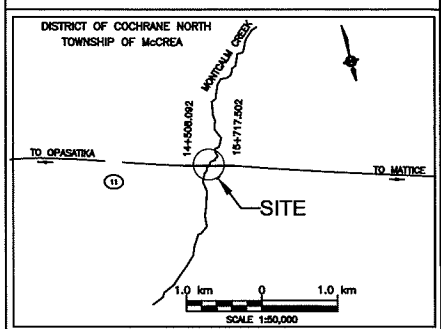 DISTRICT OF COCHRANE NORTH
TOWNSHIP OF McCREA
MONTCALM CREEK
14+508.092
15+717.502
TO OPASATIKA
11
TO MATTICE
SITE
1.0 km 0 1.0 km
SCALE 1:50,000